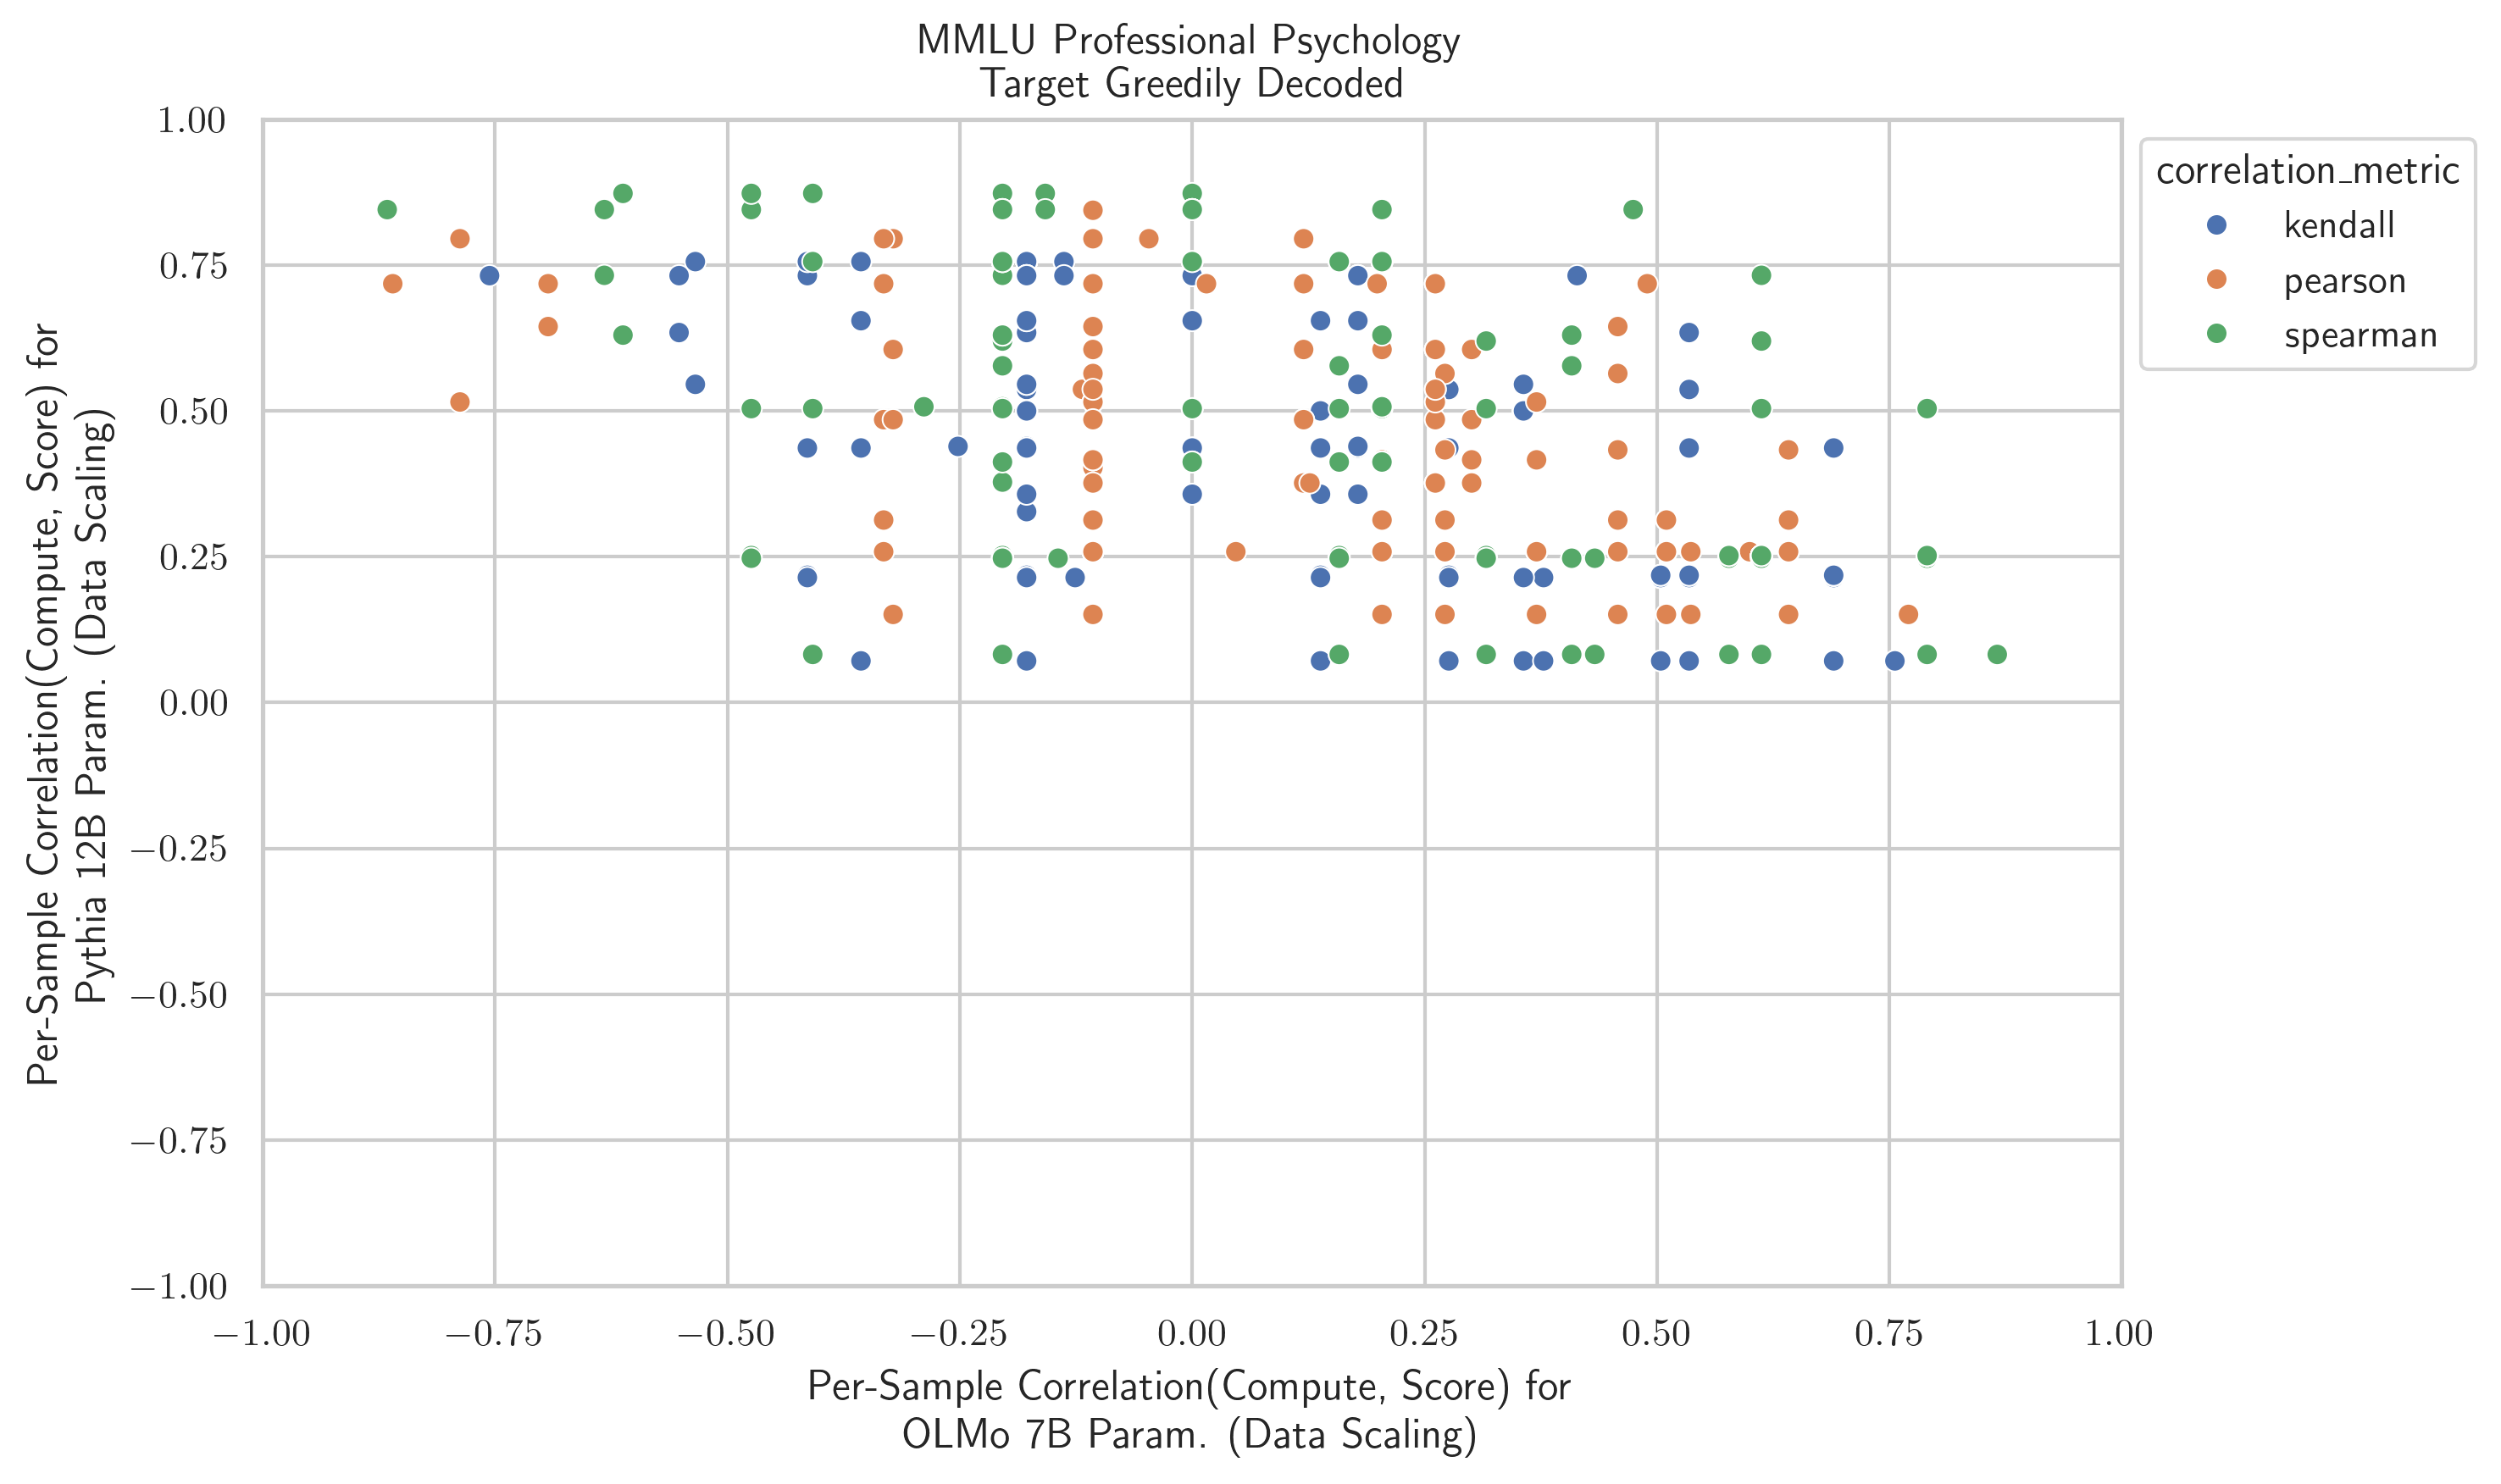 MMLU Professional Psychology
Target Greedily Decoded
1.00
0.75
0.50
0.25
0.00
−0.25
−0.50
−0.75
−1.00
Per-Sample Correlation(Compute, Score) for
Pythia 12B Param. (Data Scaling)
−1.00 −0.75 −0.50 −0.25 0.00 0.25 0.50 0.75 1.00
Per-Sample Correlation(Compute, Score) for
OLMo 7B Param. (Data Scaling)
correlation_metric
kendall
pearson
spearman